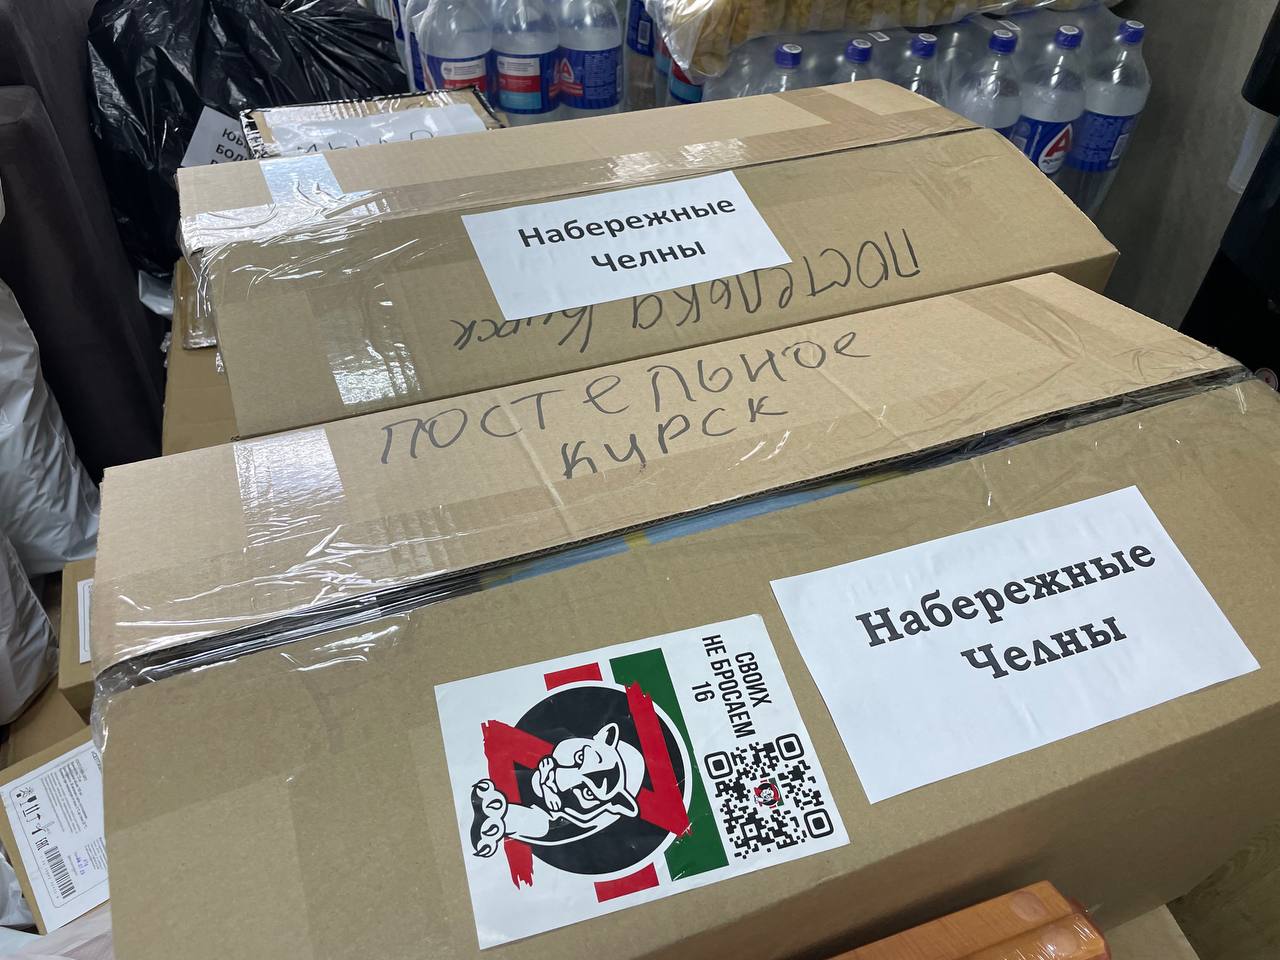 Набережные
Челны
ПОСТЕЛЬКА КУРСК
ПОСТЕЛЬНОЕ
КУРСК
Набережные
Челны
СВОИХ
НЕ БРОСАЕМ
16